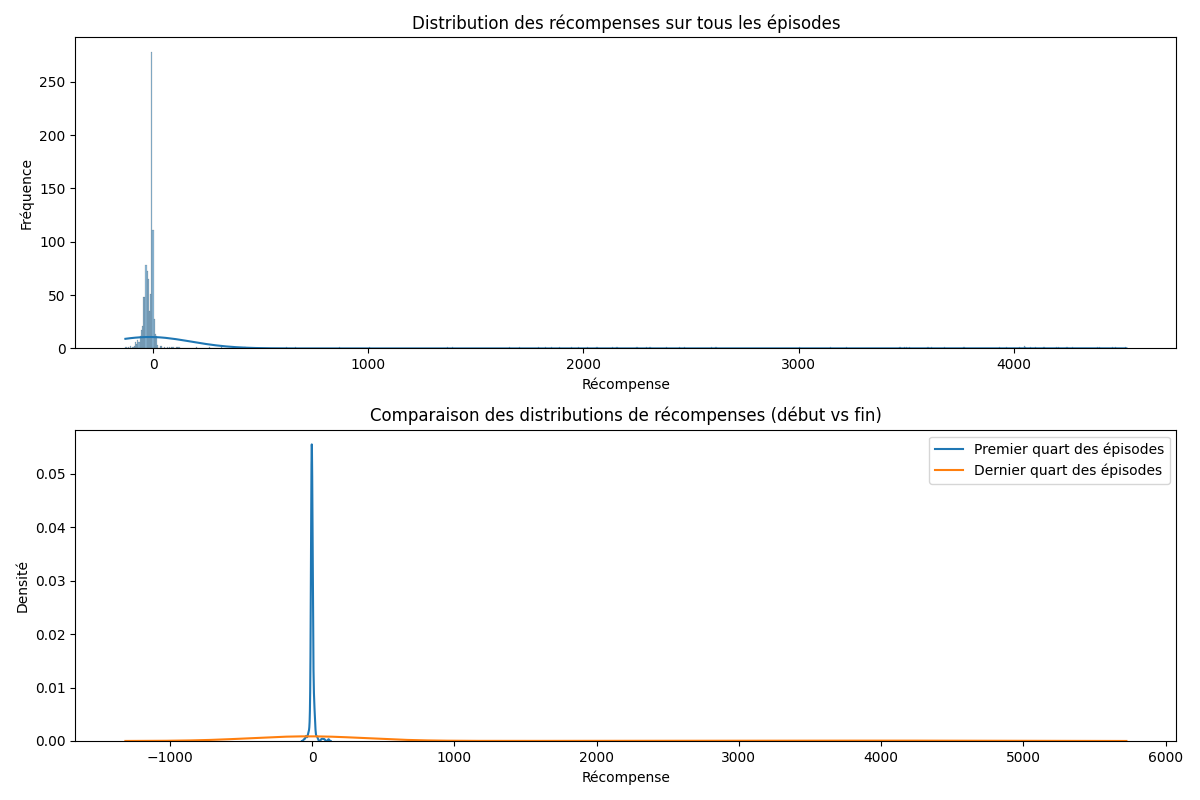 Distribution des récompenses sur tous les épisodes
Fréquence
250
200
150
100
50
0
0 1000 2000 3000 4000
Récompense
Comparaison des distributions de récompenses (début vs fin)
Premier quart des épisodes
Dernier quart des épisodes
Densité
0.05
0.04
0.03
0.02
0.01
0.00
−1000 0 1000 2000 3000 4000 5000 6000
Récompense